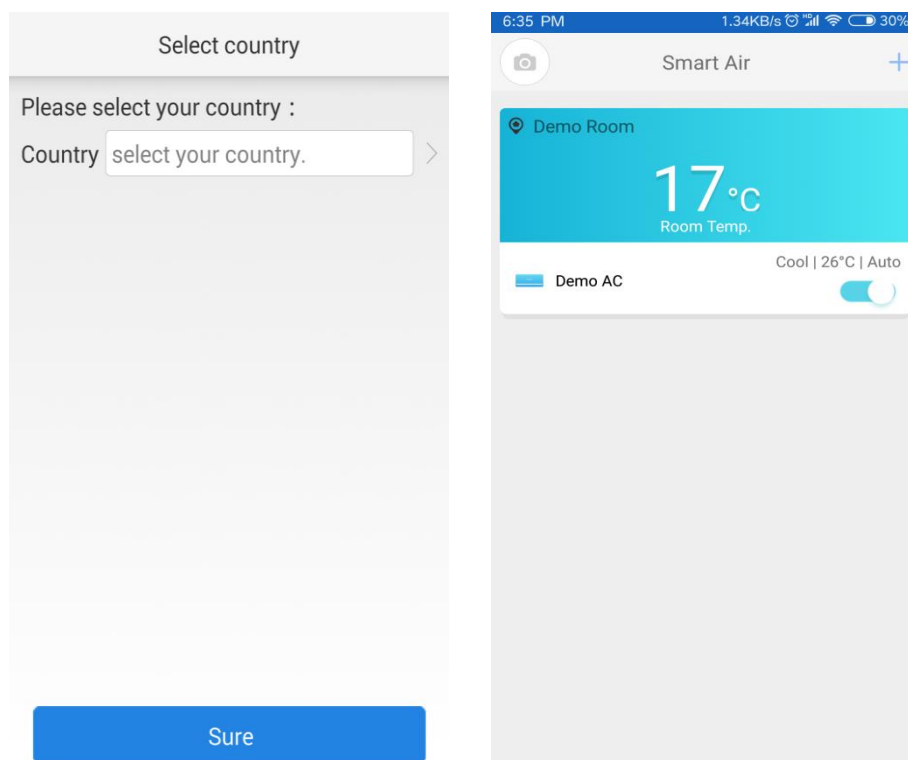 Select country
Please select your country :
Country select your country.
Sure
6:35 PM 1.34KB/s HD 30%
Smart Air
Demo Room
17°C
Room Temp.
Cool | 26°C | Auto
Demo AC